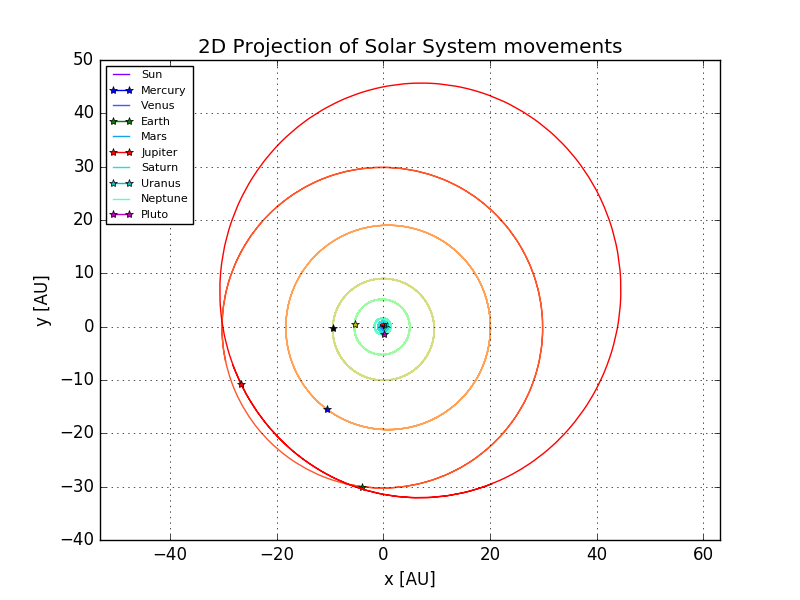 2D Projection of Solar System movements
50
40
30
20
10
0
−10
−20
−30
−40
y [AU]
Sun
Mercury
Venus
Earth
Mars
Jupiter
Saturn
Uranus
Neptune
Pluto
−40
−20
0
20
40
60
x [AU]